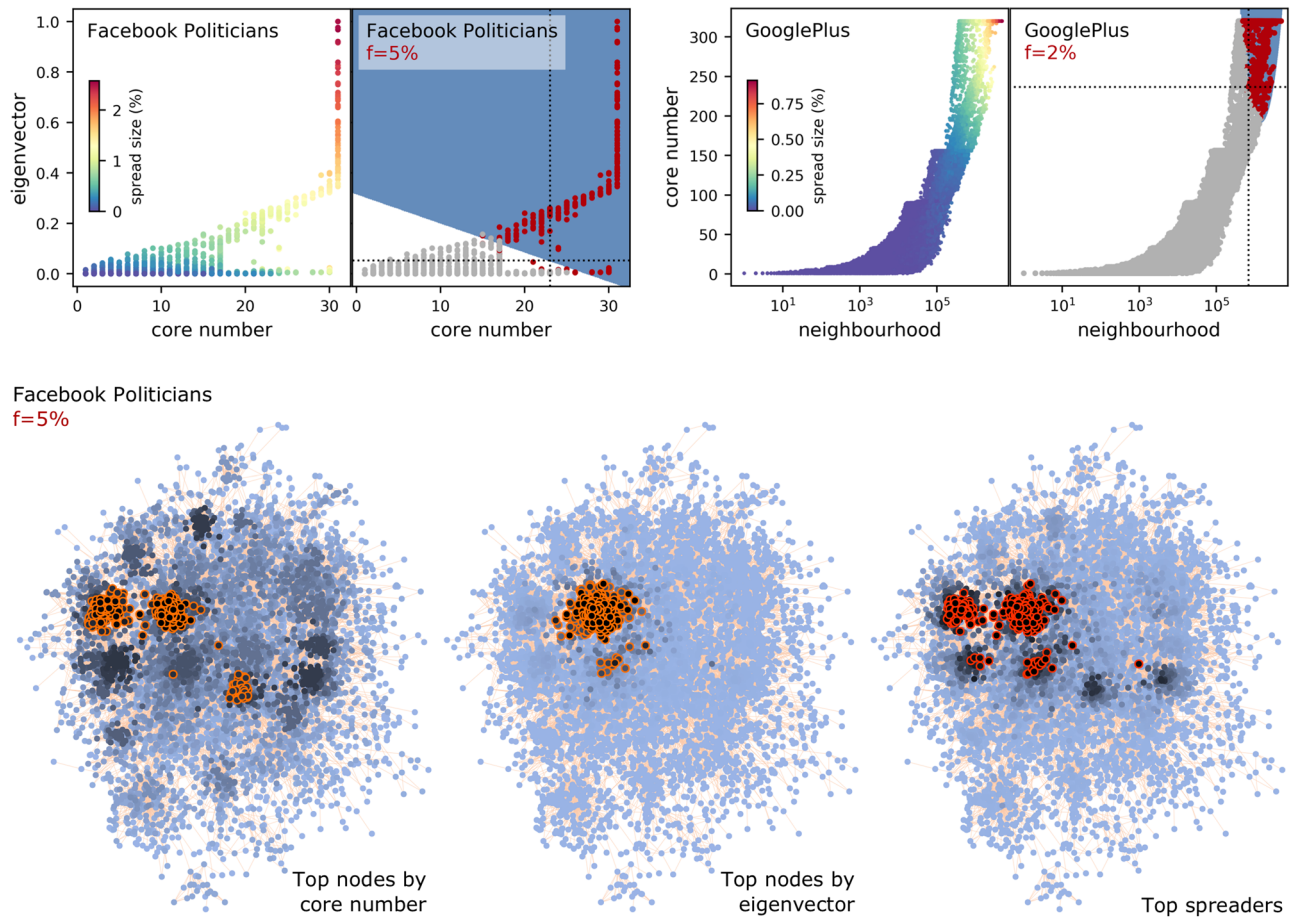 Facebook Politicians
eigenvector
1.0
0.8
0.6
0.4
0.2
0.0
spread size (%)
2
1
0
0 10 20 30
core number
Facebook Politicians
f=5%
0 10 20 30
core number
GooglePlus
core number
300
250
200
150
100
50
0
spread size (%)
0.75
0.50
0.25
0.00
10¹ 10³ 10⁵
neighbourhood
GooglePlus
f=2%
10¹ 10³ 10⁵
neighbourhood
Facebook Politicians
f=5%
Top nodes by
core number
Top nodes by
eigenvector
Top spreaders